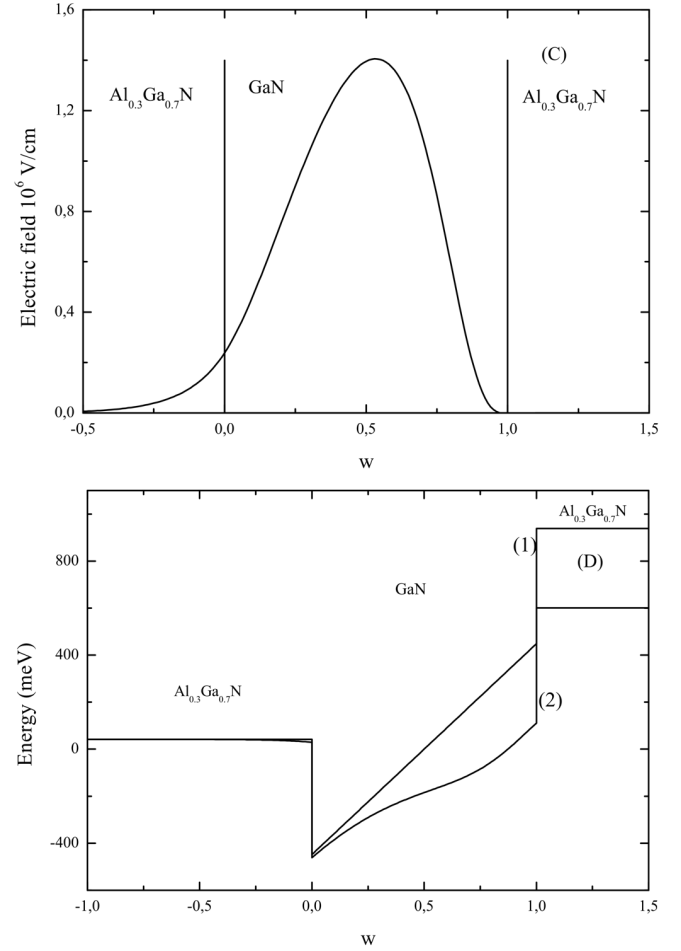 1,6
(C)
Al0.3Ga0.7N
GaN
Al0.3Ga0.7N
1,2
0,8
0,4
0,0
-0,5
0,0
0,5
1,0
1,5
Electric field 10^6 V/cm
w
Al0.3Ga0.7N
(1)
(D)
800
GaN
400
Al0.3Ga0.7N
(2)
0
-400
-1,0
-0,5
0,0
0,5
1,0
1,5
Energy (meV)
w